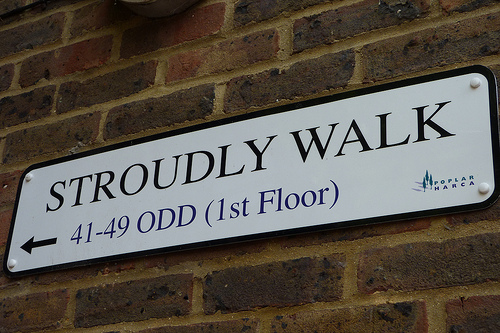 STROUDLY WALK
41-49 ODD (1st Floor)
POPLAR
HARCA